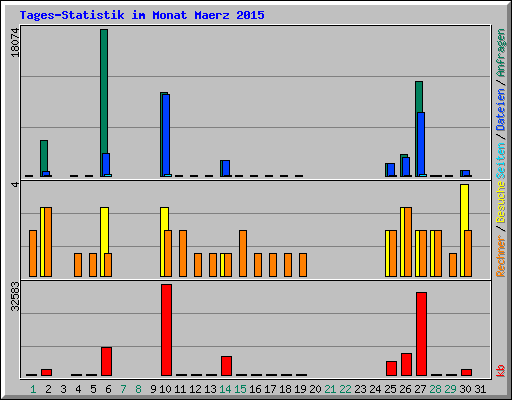 Tages-Statistik im Monat Maerz 2015
18074
4
32583
Rechner / Besuche Seiten / Dateien / Anfragen
kb
1 2 3 4 5 6 7 8 9 10 11 12 13 14 15 16 17 18 19 20 21 22 23 24 25 26 27 28 29 30 31